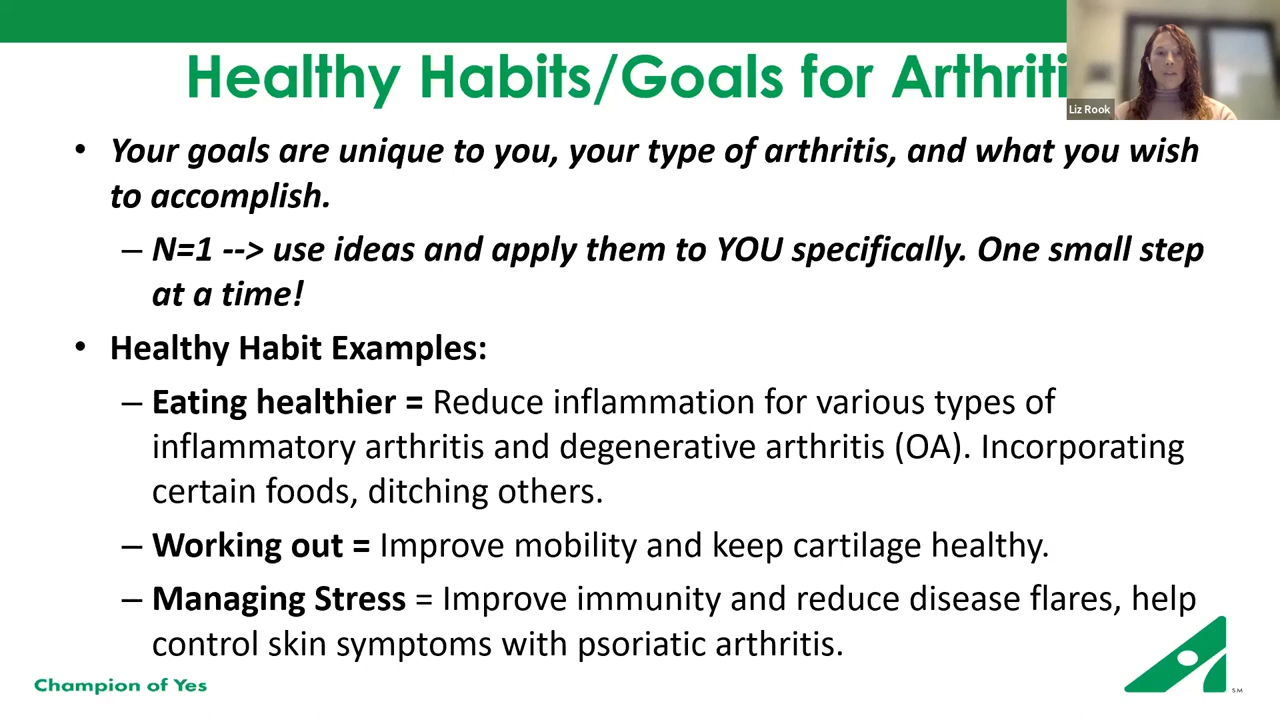 Healthy Habits/Goals for Arthriti
Liz Rook
• Your goals are unique to you, your type of arthritis, and what you wish
to accomplish.
– N=1 --> use ideas and apply them to YOU specifically. One small step
at a time!
• Healthy Habit Examples:
– Eating healthier = Reduce inflammation for various types of
inflammatory arthritis and degenerative arthritis (OA). Incorporating
certain foods, ditching others.
– Working out = Improve mobility and keep cartilage healthy.
– Managing Stress = Improve immunity and reduce disease flares, help
control skin symptoms with psoriatic arthritis.
Champion of Yes
SM